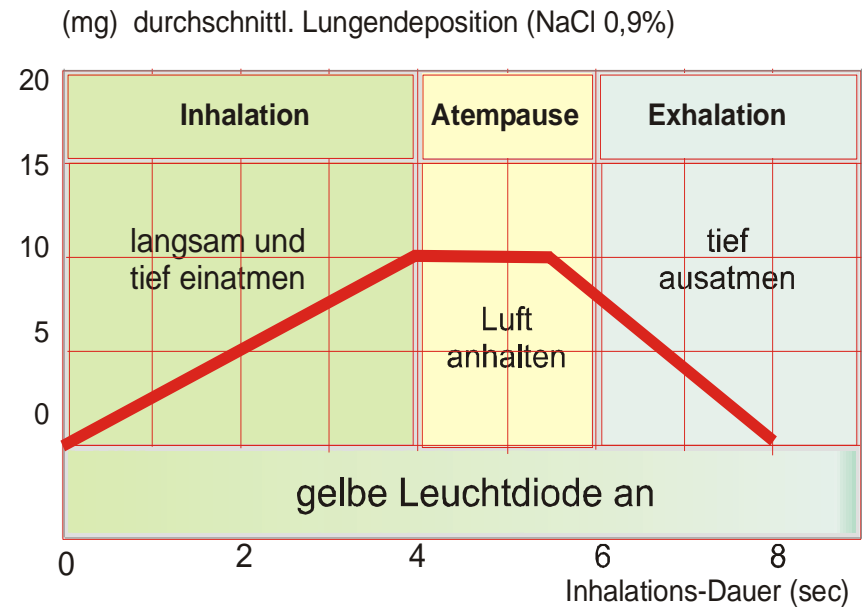 (mg) durchschnittl. Lungendeposition (NaCl 0,9%)
20
Inhalation Atempause Exhalation
15
10
langsam und
tief einatmen
tief
ausatmen
5
Luft
anhalten
0
gelbe Leuchtdiode an
0 2 4 6 8
Inhalations-Dauer (sec)